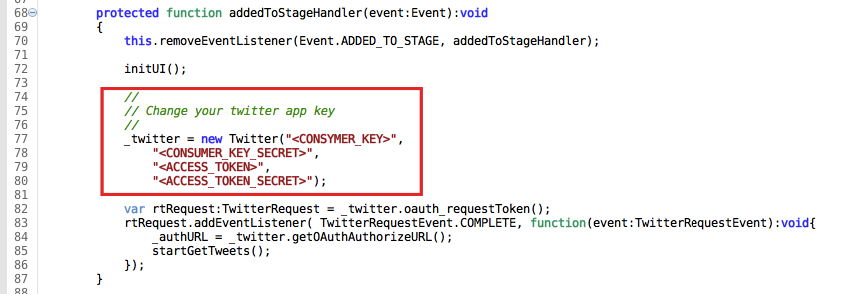 68 protected function addedToStageHandler(event:Event):void
69 {
70 this.removeEventListener(Event.ADDED_TO_STAGE, addedToStageHandler);
71
72 initUI();
73
74 //
75 // Change your twitter app key
76 //
77 _twitter = new Twitter("<CONSYMER_KEY>",
78 "<CONSUMER_KEY_SECRET>",
79 "<ACCESS_TOKEN>",
80 "<ACCESS_TOKEN_SECRET>");
81
82 var rtRequest:TwitterRequest = _twitter.oauth_requestToken();
83 rtRequest.addEventListener( TwitterRequestEvent.COMPLETE, function(event:TwitterRequestEvent):void{
84 _authURL = _twitter.getOAuthAuthorizeURL();
85 startGetTweets();
86 });
87 }
88